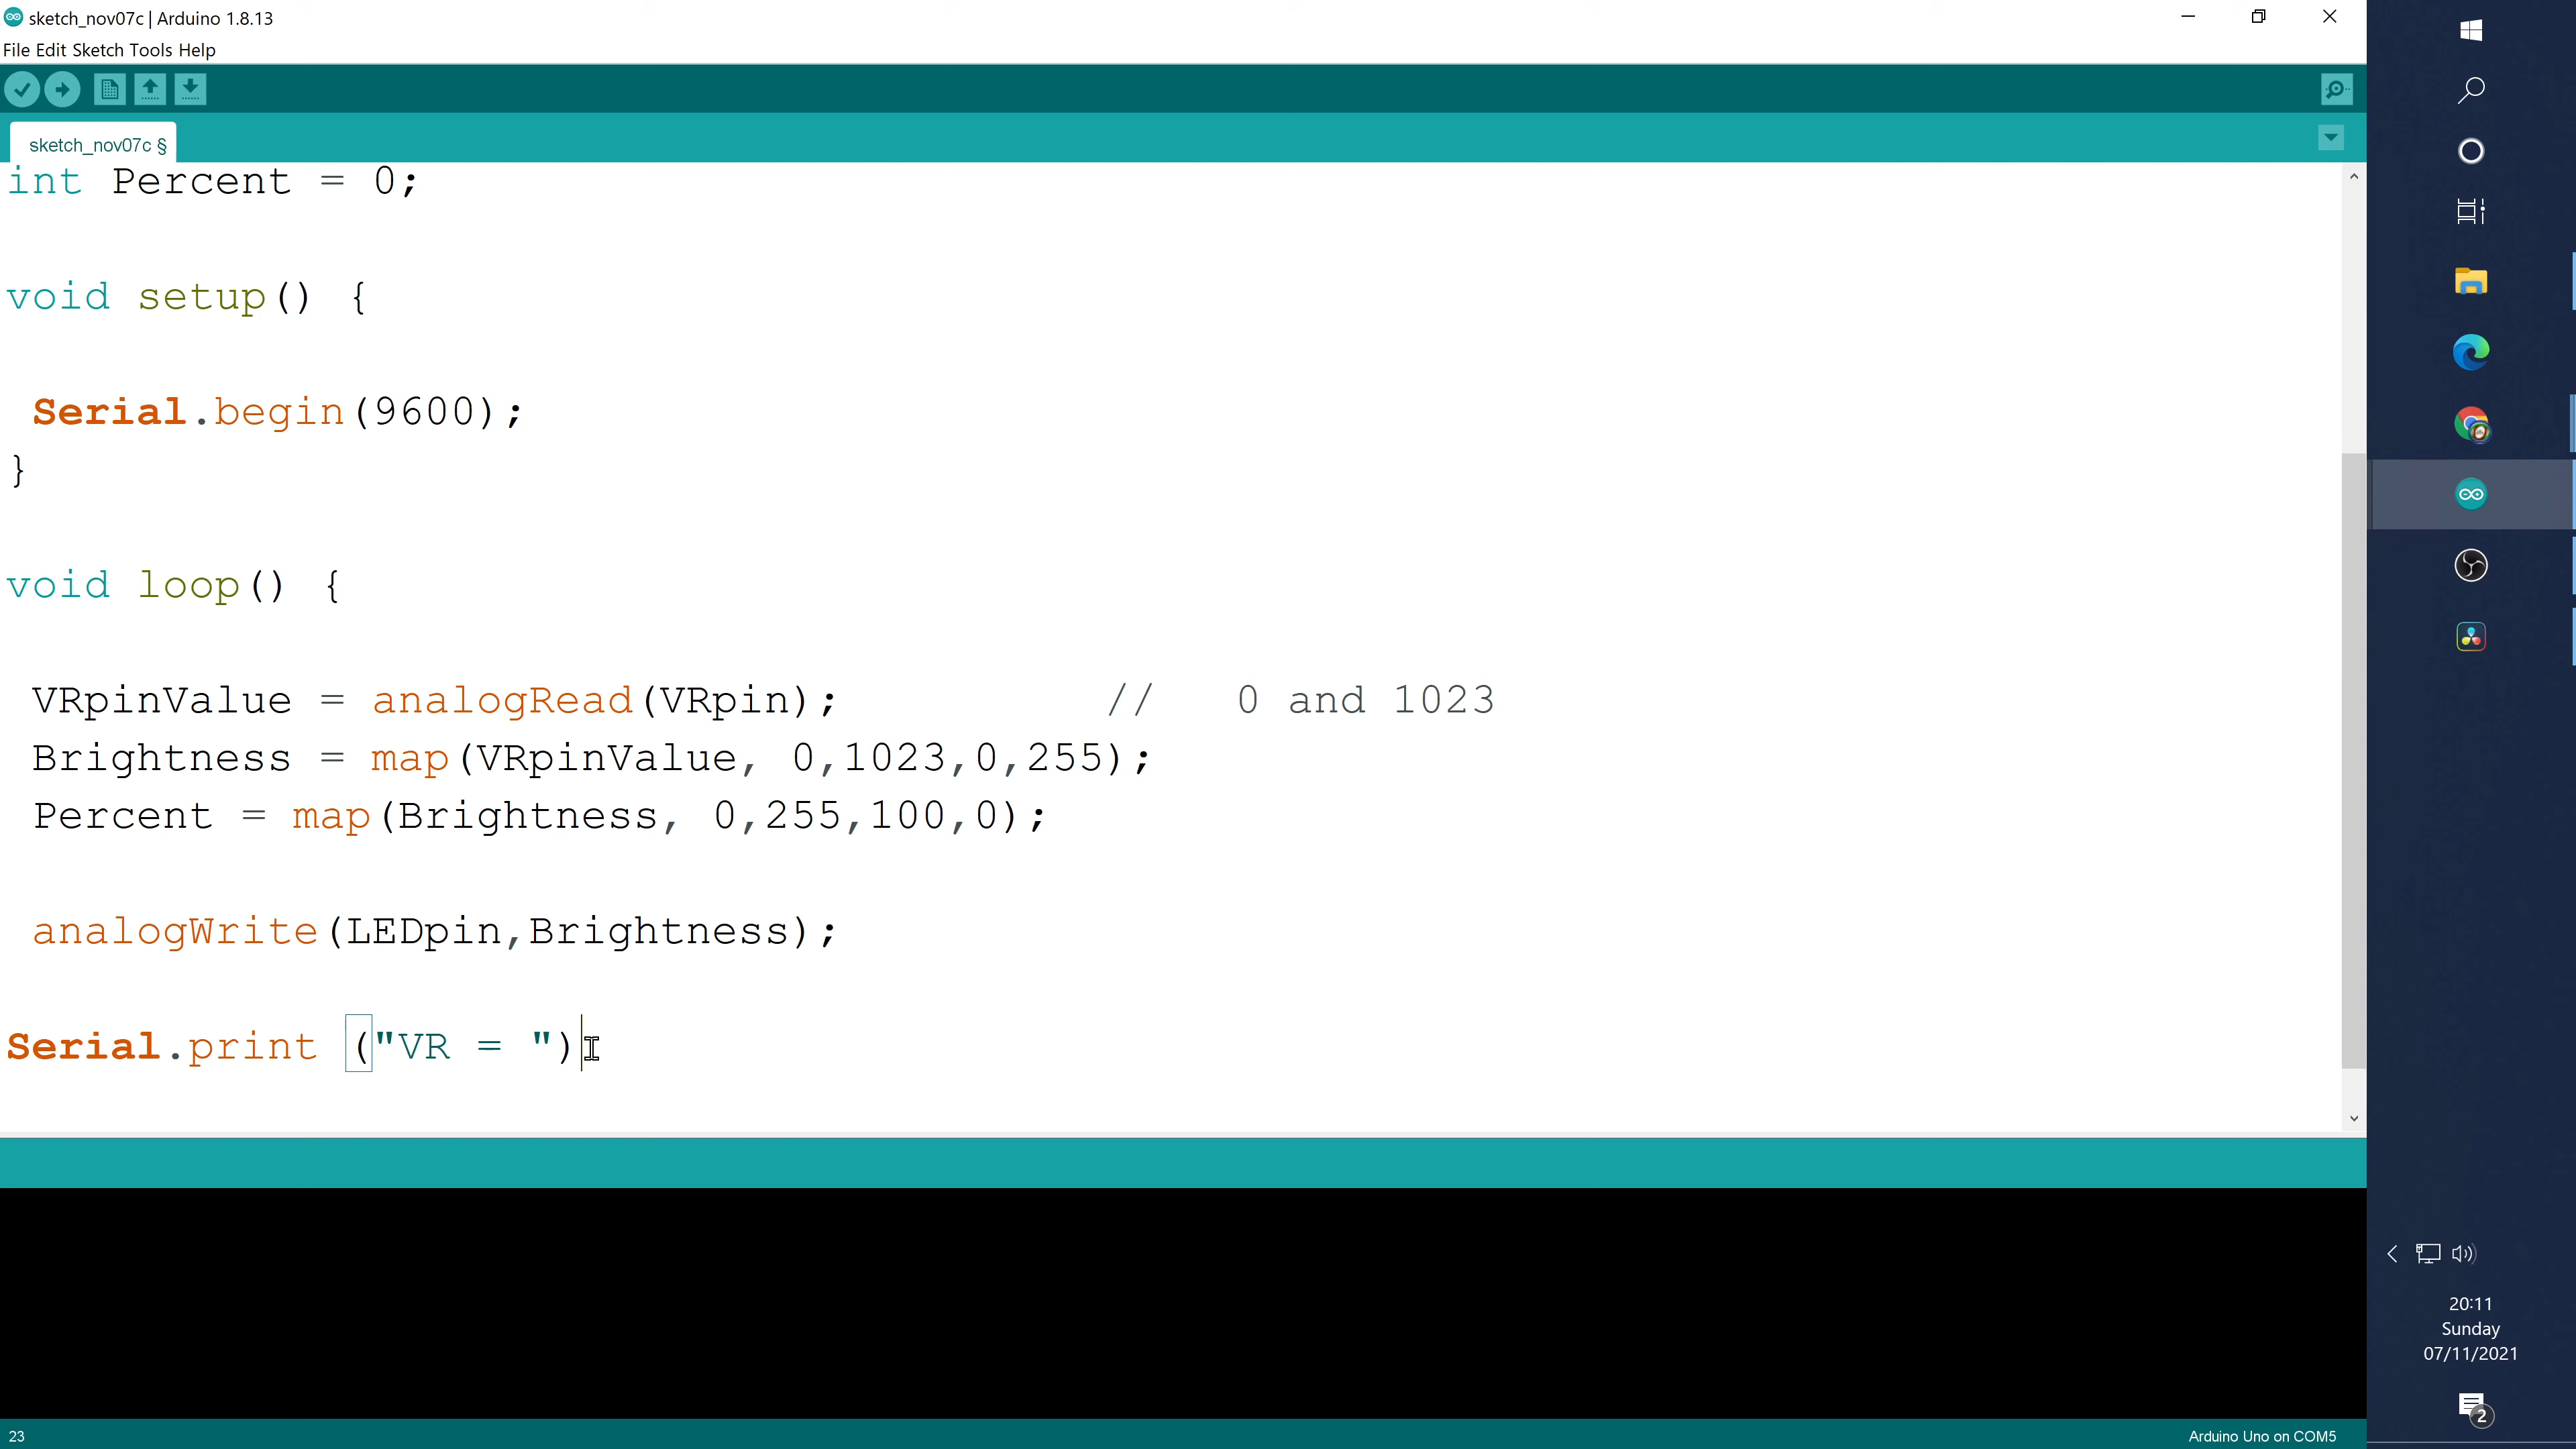 sketch_nov07c | Arduino 1.8.13
File Edit Sketch Tools Help
sketch_nov07c §
int Percent = 0;
void setup() {
Serial.begin(9600);
}
void loop() {
VRpinValue = analogRead(VRpin); // 0 and 1023
Brightness = map(VRpinValue, 0,1023,0,255);
Percent = map(Brightness, 0,255,100,0);
analogWrite(LEDpin,Brightness);
Serial.print ("VR = ")
23
Arduino Uno on COM5
20:11
Sunday
07/11/2021
2